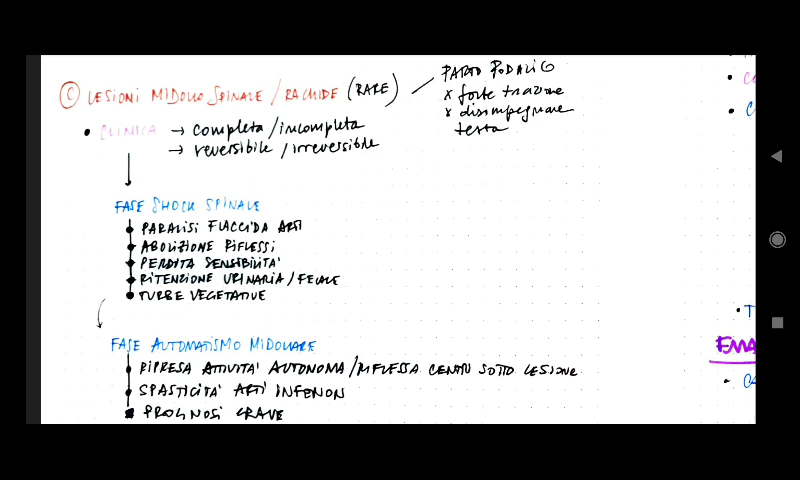 C LESIONI MIDOLLO SPINALE / RACHIDE (RARE)
PARTO PODALICO
x forte trazione
x disimpegnare
testa
• CLINICA → completa / incompleta
→ reversibile / irreversibile
FASE SHOCK SPINALE
• PARALISI FLACCIDA ARTI
• ABOLIZIONE RIFLESSI
• PERDITA SENSIBILITA'
• RITENZIONE URINARIA / FECALE
• TURBE VEGETATIVE
FASE AUTOMATISMO MIDOLLARE
• RIPRESA ATTIVITA' AUTONOMA / RIFLESSA CENTRI SOTTO LESIONE
• SPASTICITA' ARTI INFERIORI
• PROGNOSI GRAVE